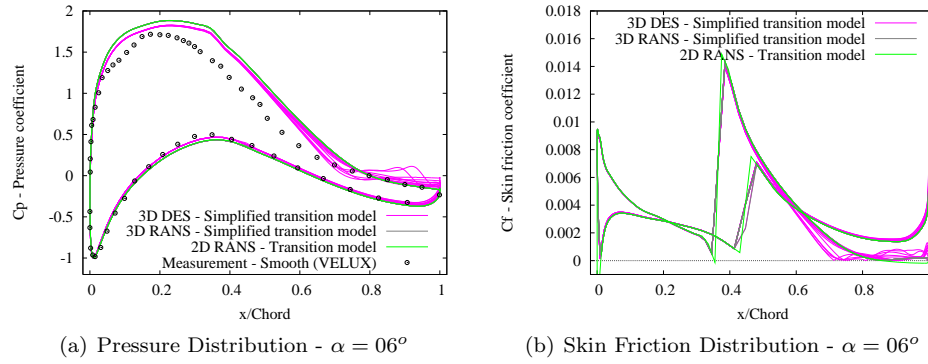 Cp - Pressure coefficient
2
1.5
1
0.5
0
-0.5
-1
0
0.2
0.4
0.6
0.8
1
x/Chord
3D DES - Simplified transition model
3D RANS - Simplified transition model
2D RANS - Transition model
Measurement - Smooth (VELUX)
(a) Pressure Distribution - α = 06°
Cf - Skin friction coefficient
0.018
0.016
0.014
0.012
0.01
0.008
0.006
0.004
0.002
0
0
0.2
0.4
0.6
0.8
1
x/Chord
3D DES - Simplified transition model
3D RANS - Simplified transition model
2D RANS - Transition model
(b) Skin Friction Distribution - α = 06°